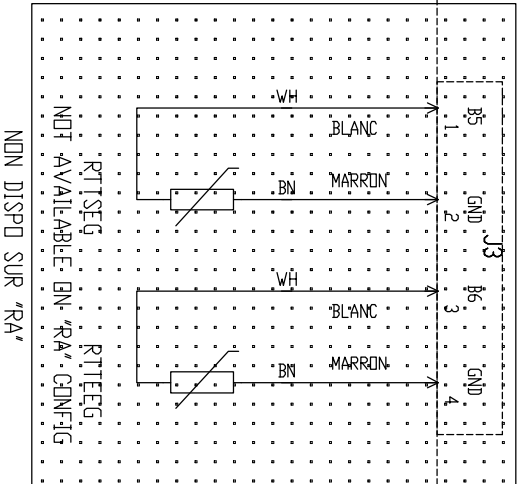 WH
BLANC
B5
1
BN
MARRON
GND
2
J3
WH
BLANC
B6
3
BN
MARRON
GND
4
RTTSEG
RTTEEG
NOT AVAILABLE ON "RA" CONFIG
NON DISPO SUR "RA"